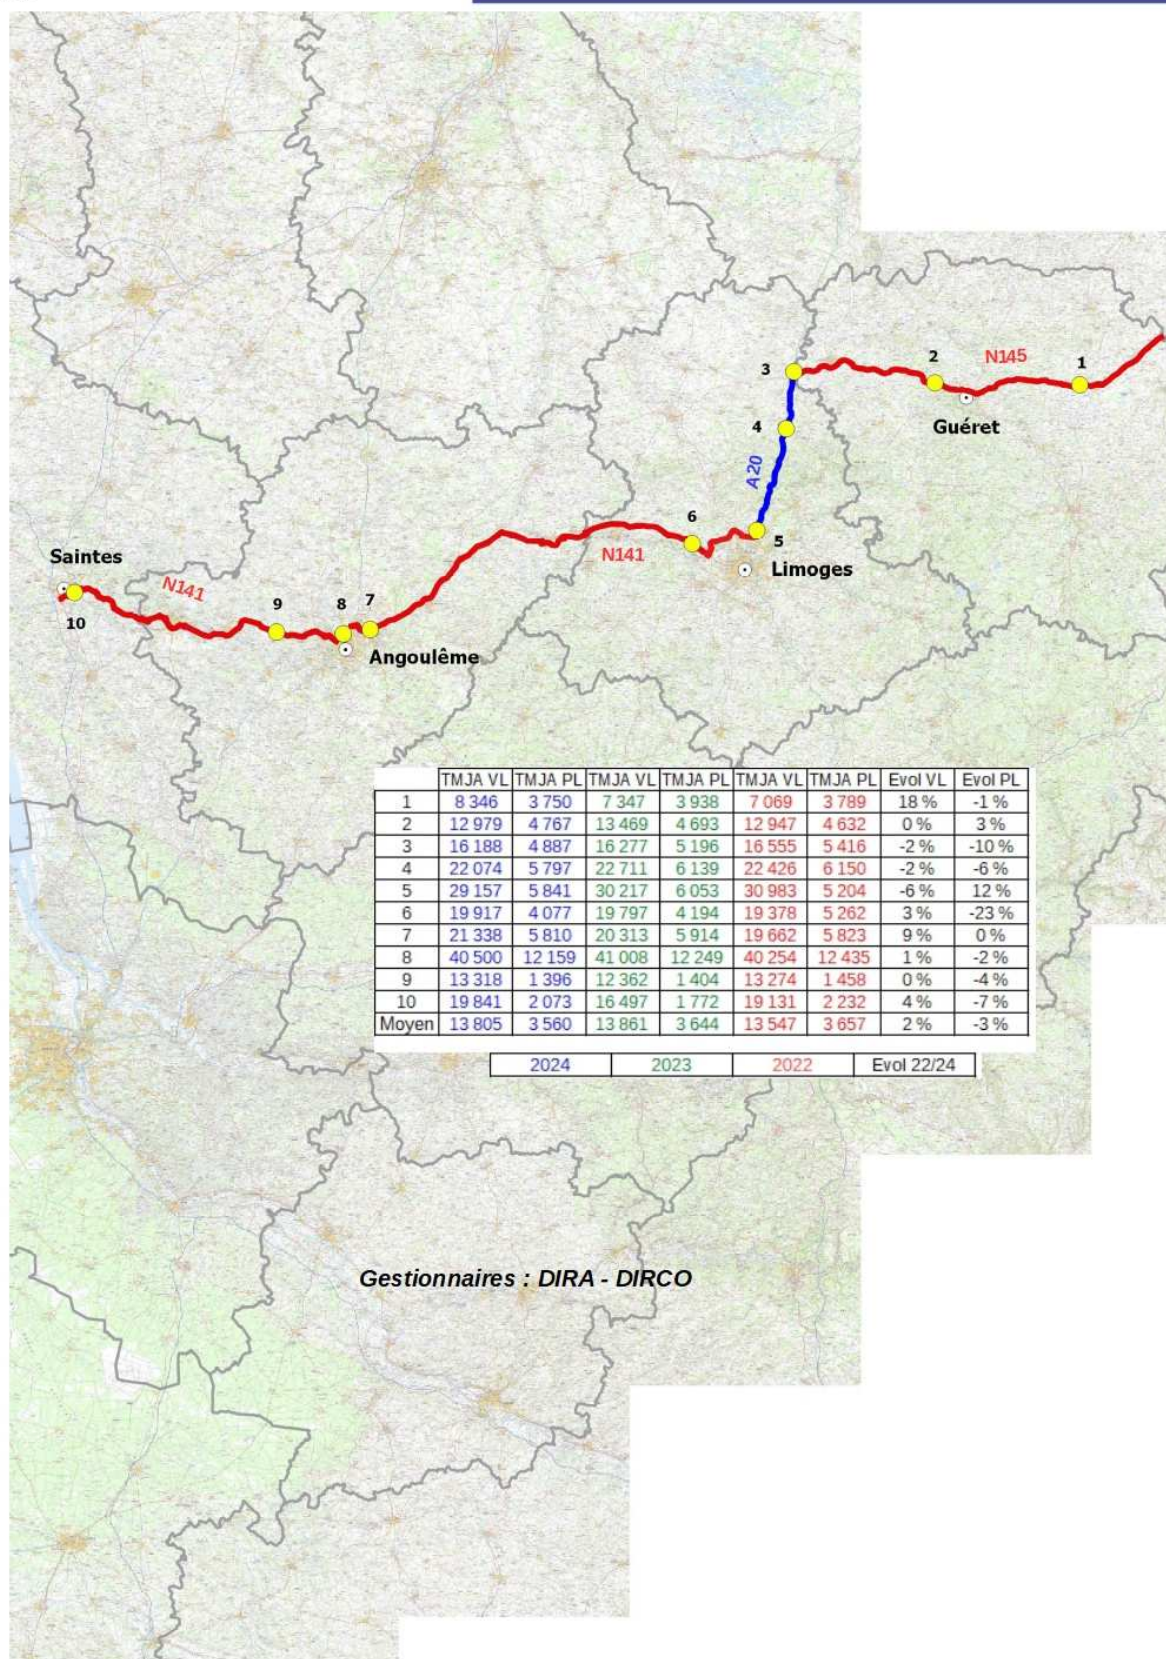 3
2
N145
1
Guéret
4
A20
6
N141
5
Limoges
Saintes
N141
10
9
8
7
Angoulême
TMJA VL TMJA PL TMJA VL TMJA PL TMJA VL TMJA PL Evol VL Evol PL
1 8 346 3 750 7 347 3 938 7 069 3 789 18 % -1 %
2 12 979 4 767 13 469 4 693 12 947 4 632 0 % 3 %
3 16 188 4 887 16 277 5 196 16 555 5 416 -2 % -10 %
4 22 074 5 797 22 711 6 139 22 426 6 150 -2 % -6 %
5 29 157 5 841 30 217 6 053 30 983 5 204 -6 % 12 %
6 19 917 4 077 19 797 4 194 19 378 5 262 3 % -23 %
7 21 338 5 810 20 313 5 914 19 662 5 823 9 % 0 %
8 40 500 12 159 41 008 12 249 40 254 12 435 1 % -2 %
9 13 318 1 396 12 362 1 404 13 274 1 458 0 % -4 %
10 19 841 2 073 16 497 1 772 19 131 2 232 4 % -7 %
Moyen 13 805 3 560 13 861 3 644 13 547 3 657 2 % -3 %
2024 2023 2022 Evol 22/24
Gestionnaires : DIRA - DIRCO